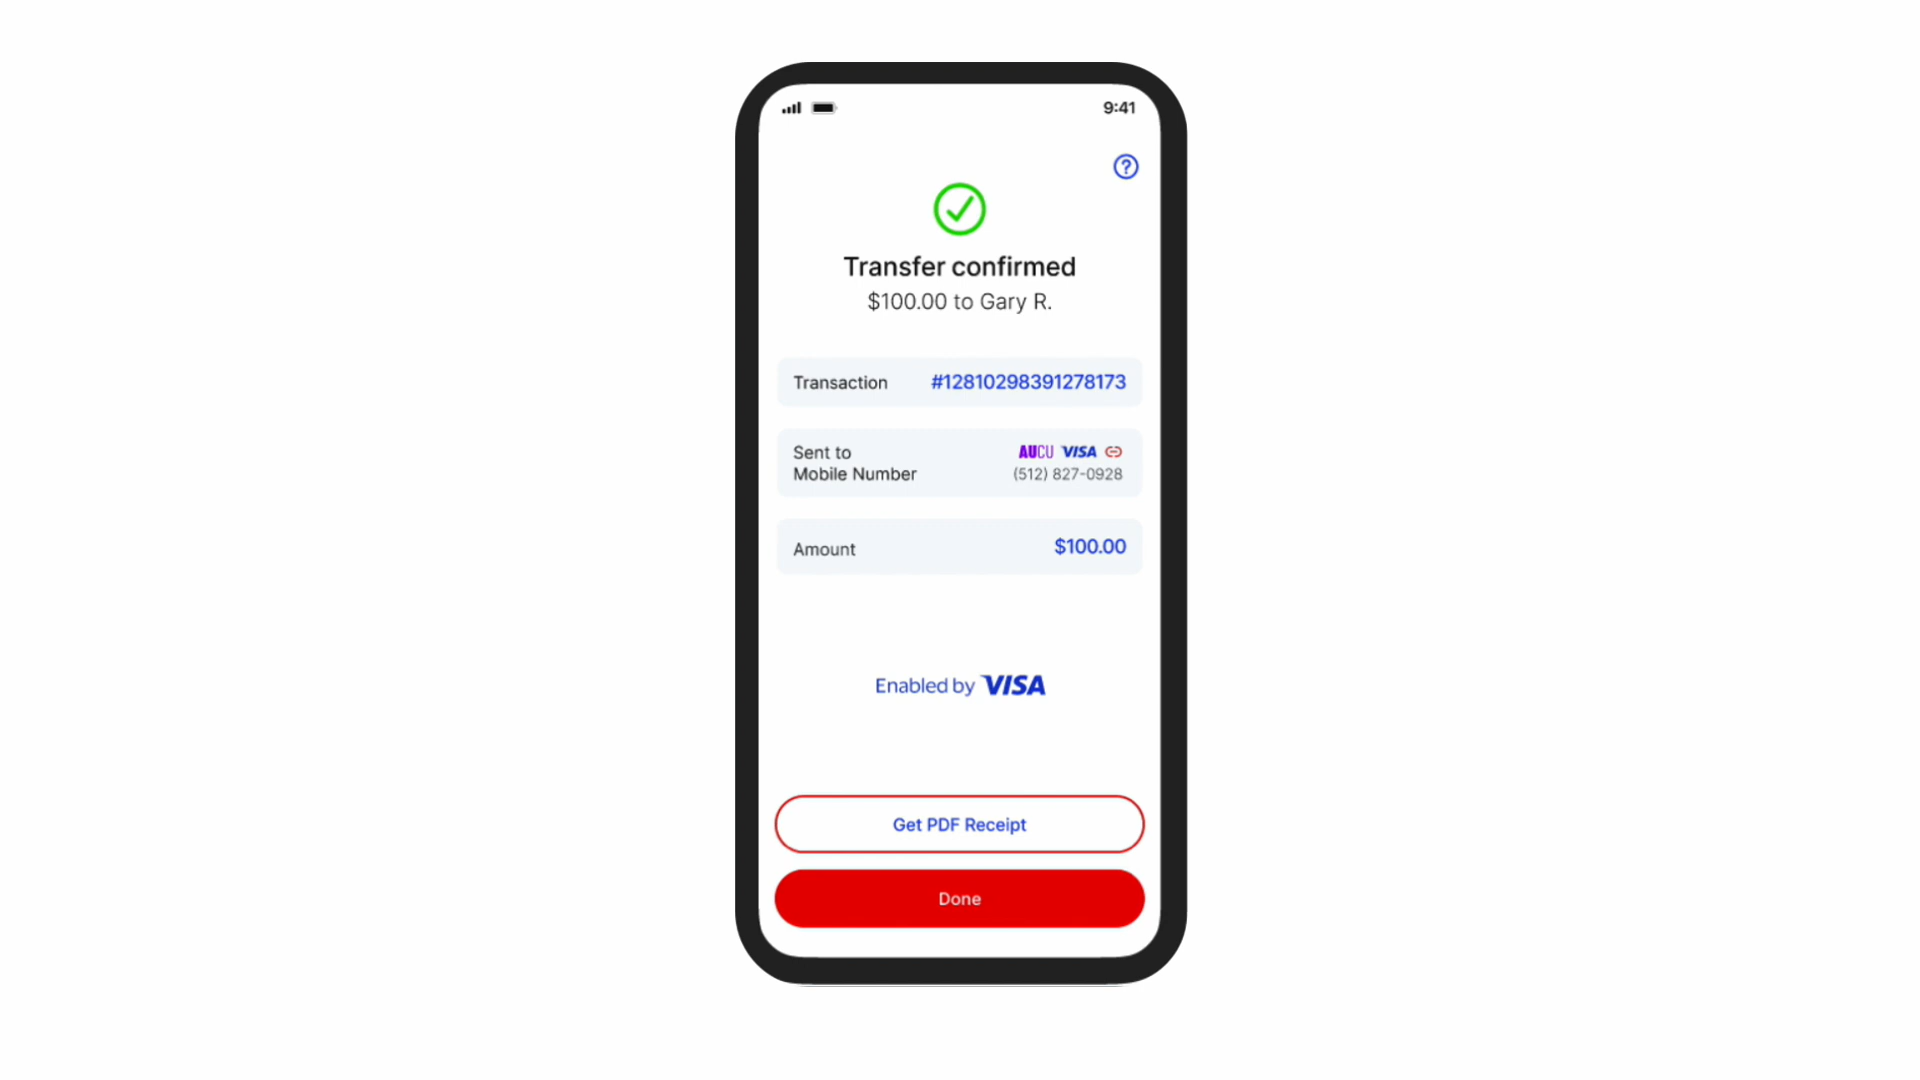 9:41
Transfer confirmed
$100.00 to Gary R.
Transaction #12810298391278173
Sent to AUCU VISA
Mobile Number (512) 827-0928
Amount $100.00
Enabled by VISA
Get PDF Receipt
Done